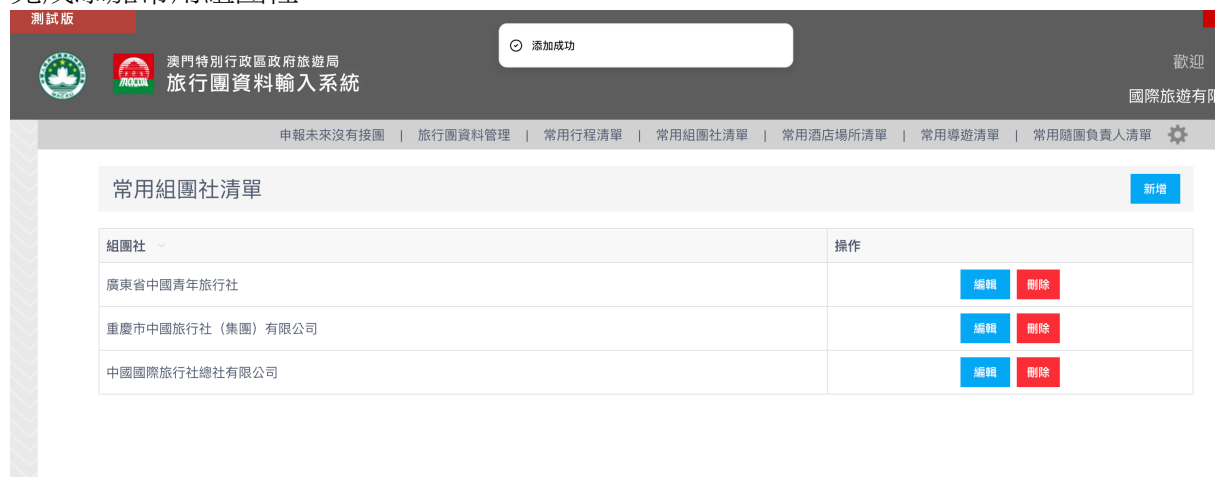 測試版
添加成功
澳門特別行政區政府旅遊局
旅行團資料輸入系統
歡迎
國際旅遊有
申報未來沒有接團 | 旅行團資料管理 | 常用行程清單 | 常用組團社清單 | 常用酒店場所清單 | 常用導遊清單 | 常用隨團負責人清單
常用組團社清單
新增
組團社 操作
廣東省中國青年旅行社 編輯 刪除
重慶市中國旅行社（集團）有限公司 編輯 刪除
中國國際旅行社總社有限公司 編輯 刪除